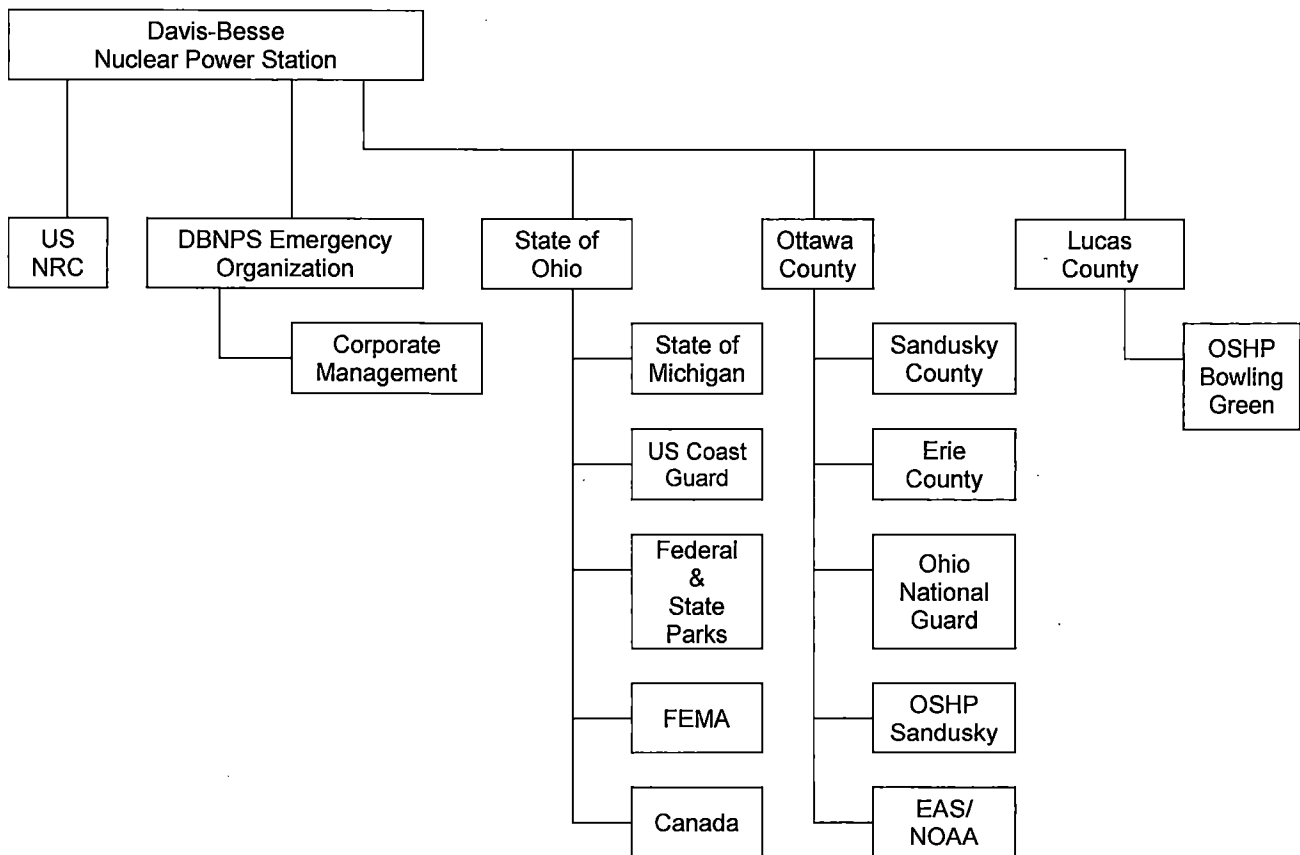 Davis-Besse
Nuclear Power Station
US
NRC
DBNPS Emergency
Organization
State of
Ohio
Ottawa
County
Lucas
County
Corporate
Management
State of
Michigan
Sandusky
County
OSHP
Bowling
Green
US Coast
Guard
Erie
County
Federal
&
State
Parks
Ohio
National
Guard
FEMA
OSHP
Sandusky
Canada
EAS/
NOAA